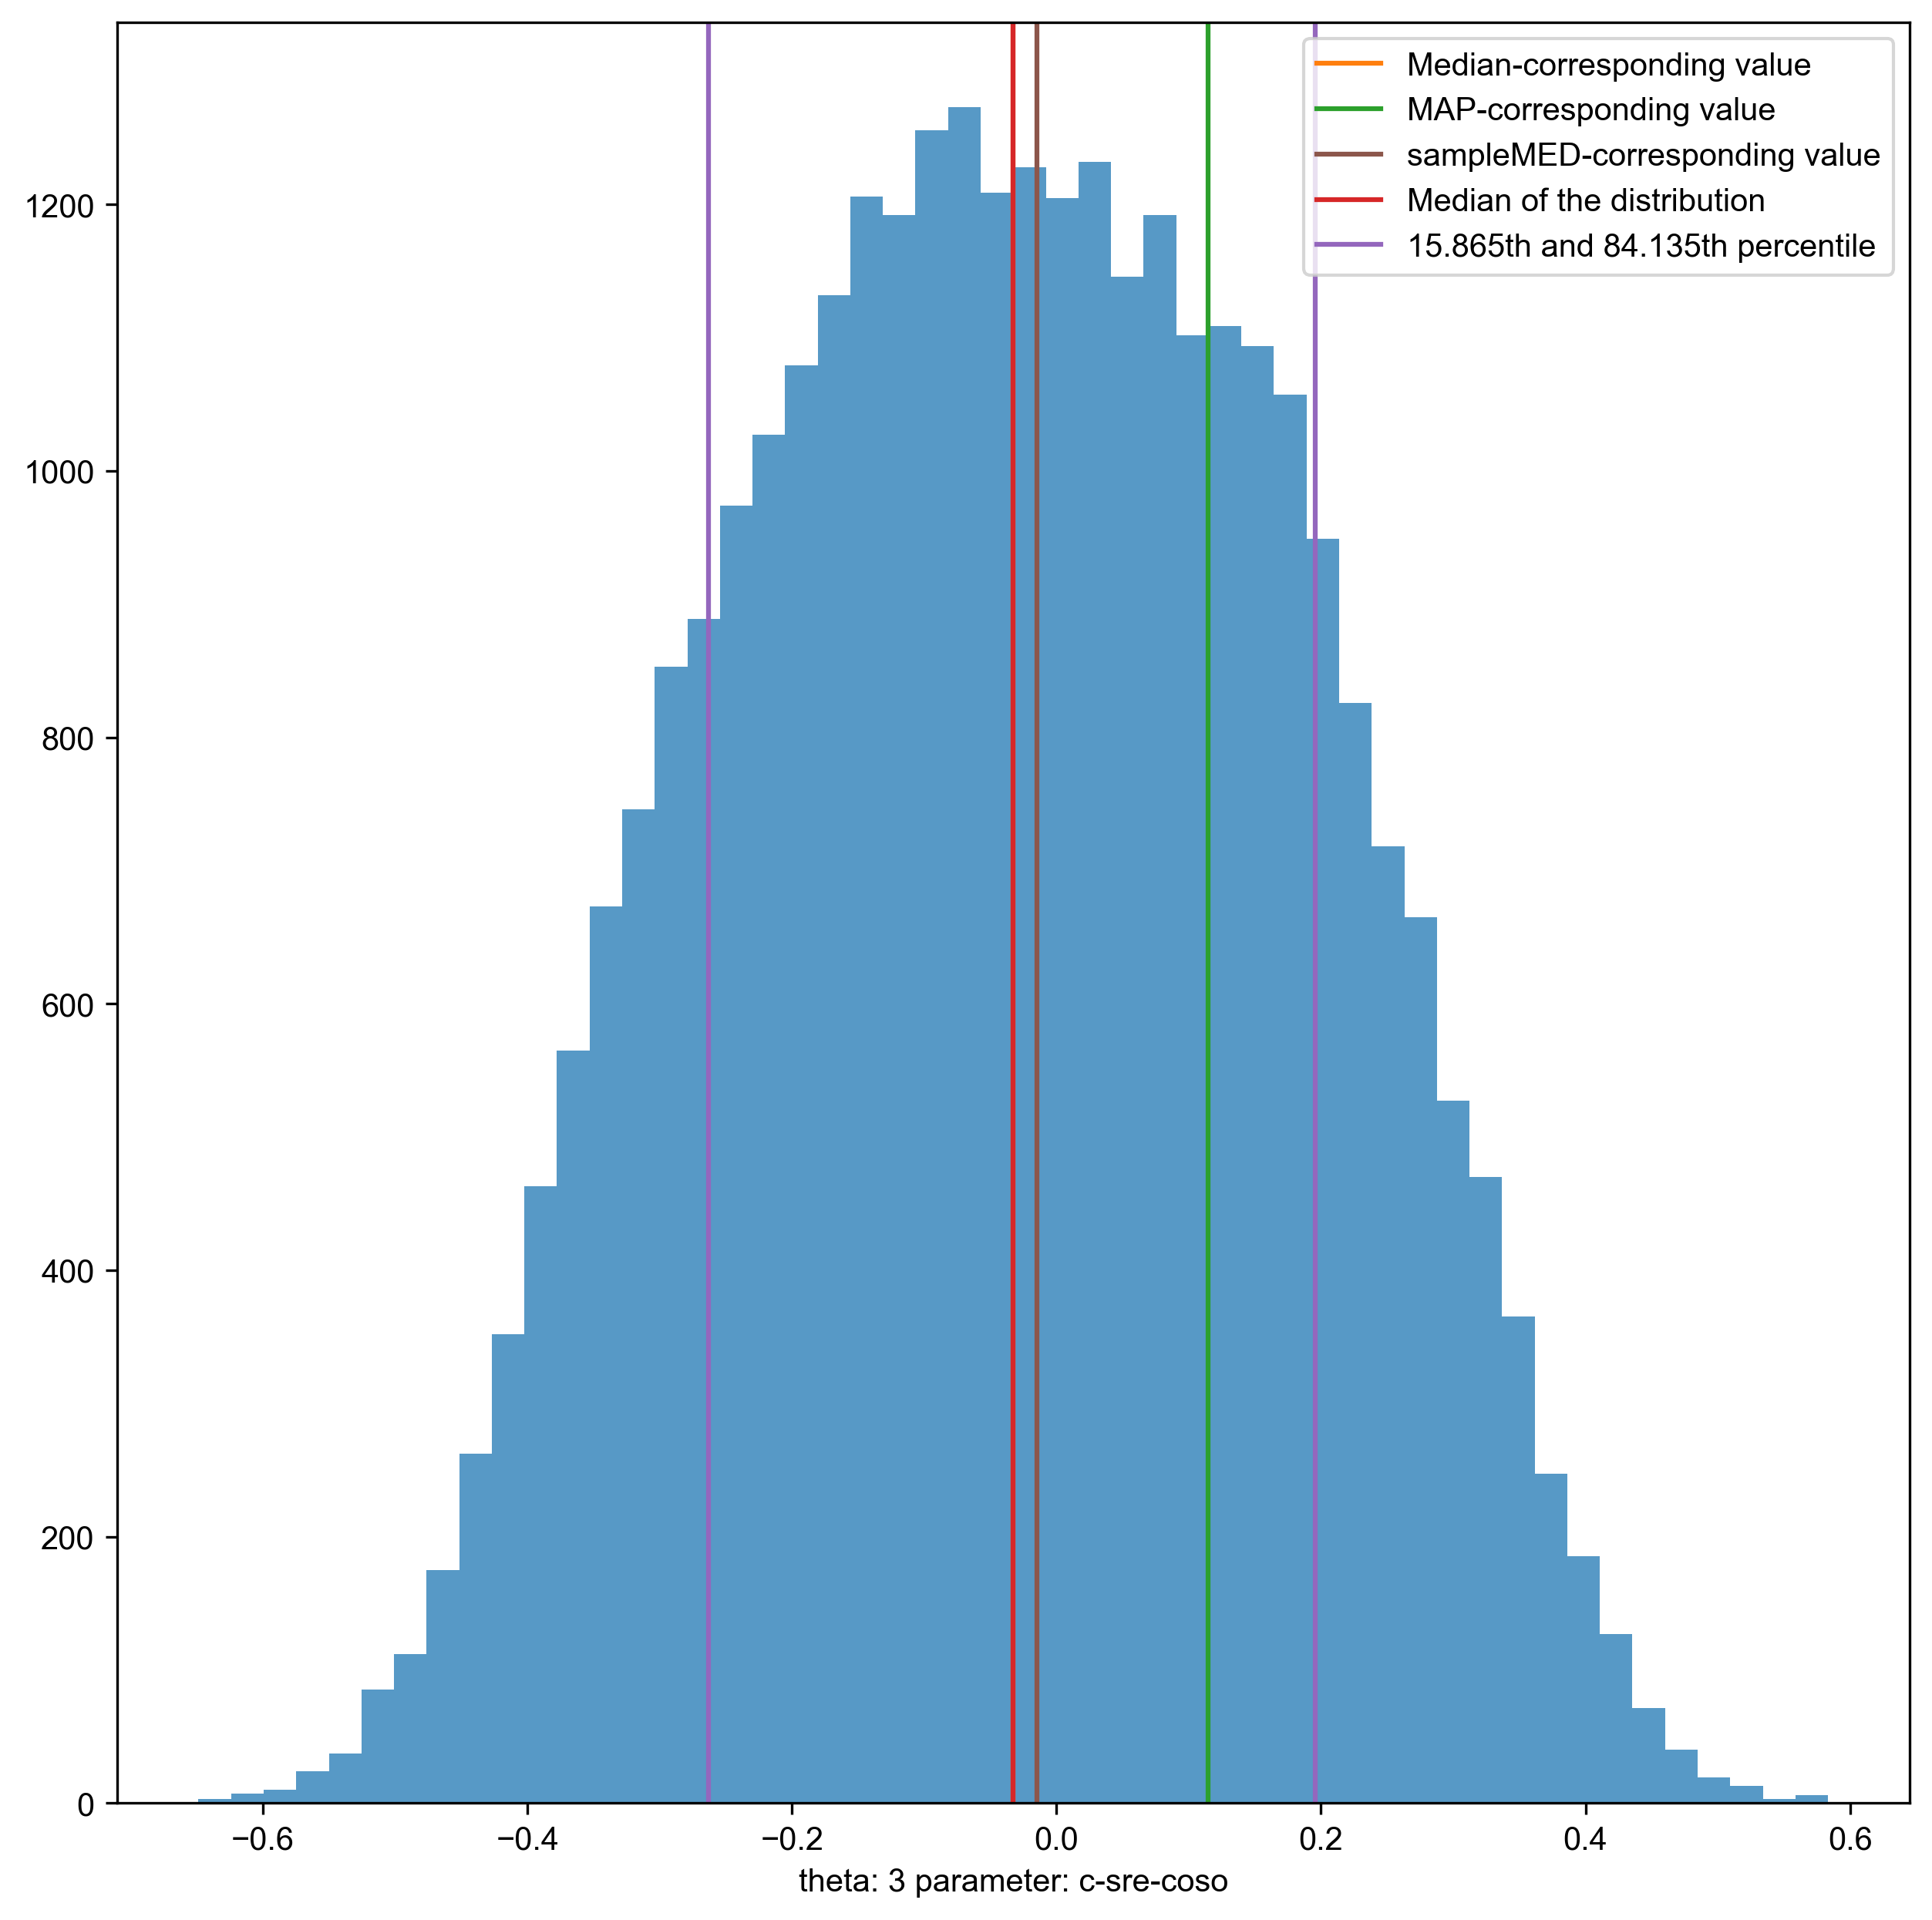 Median-corresponding value
MAP-corresponding value
sampleMED-corresponding value
Median of the distribution
15.865th and 84.135th percentile
1200
1000
800
600
400
200
0
−0.6 −0.4 −0.2 0.0 0.2 0.4 0.6
theta: 3 parameter: c-sre-coso